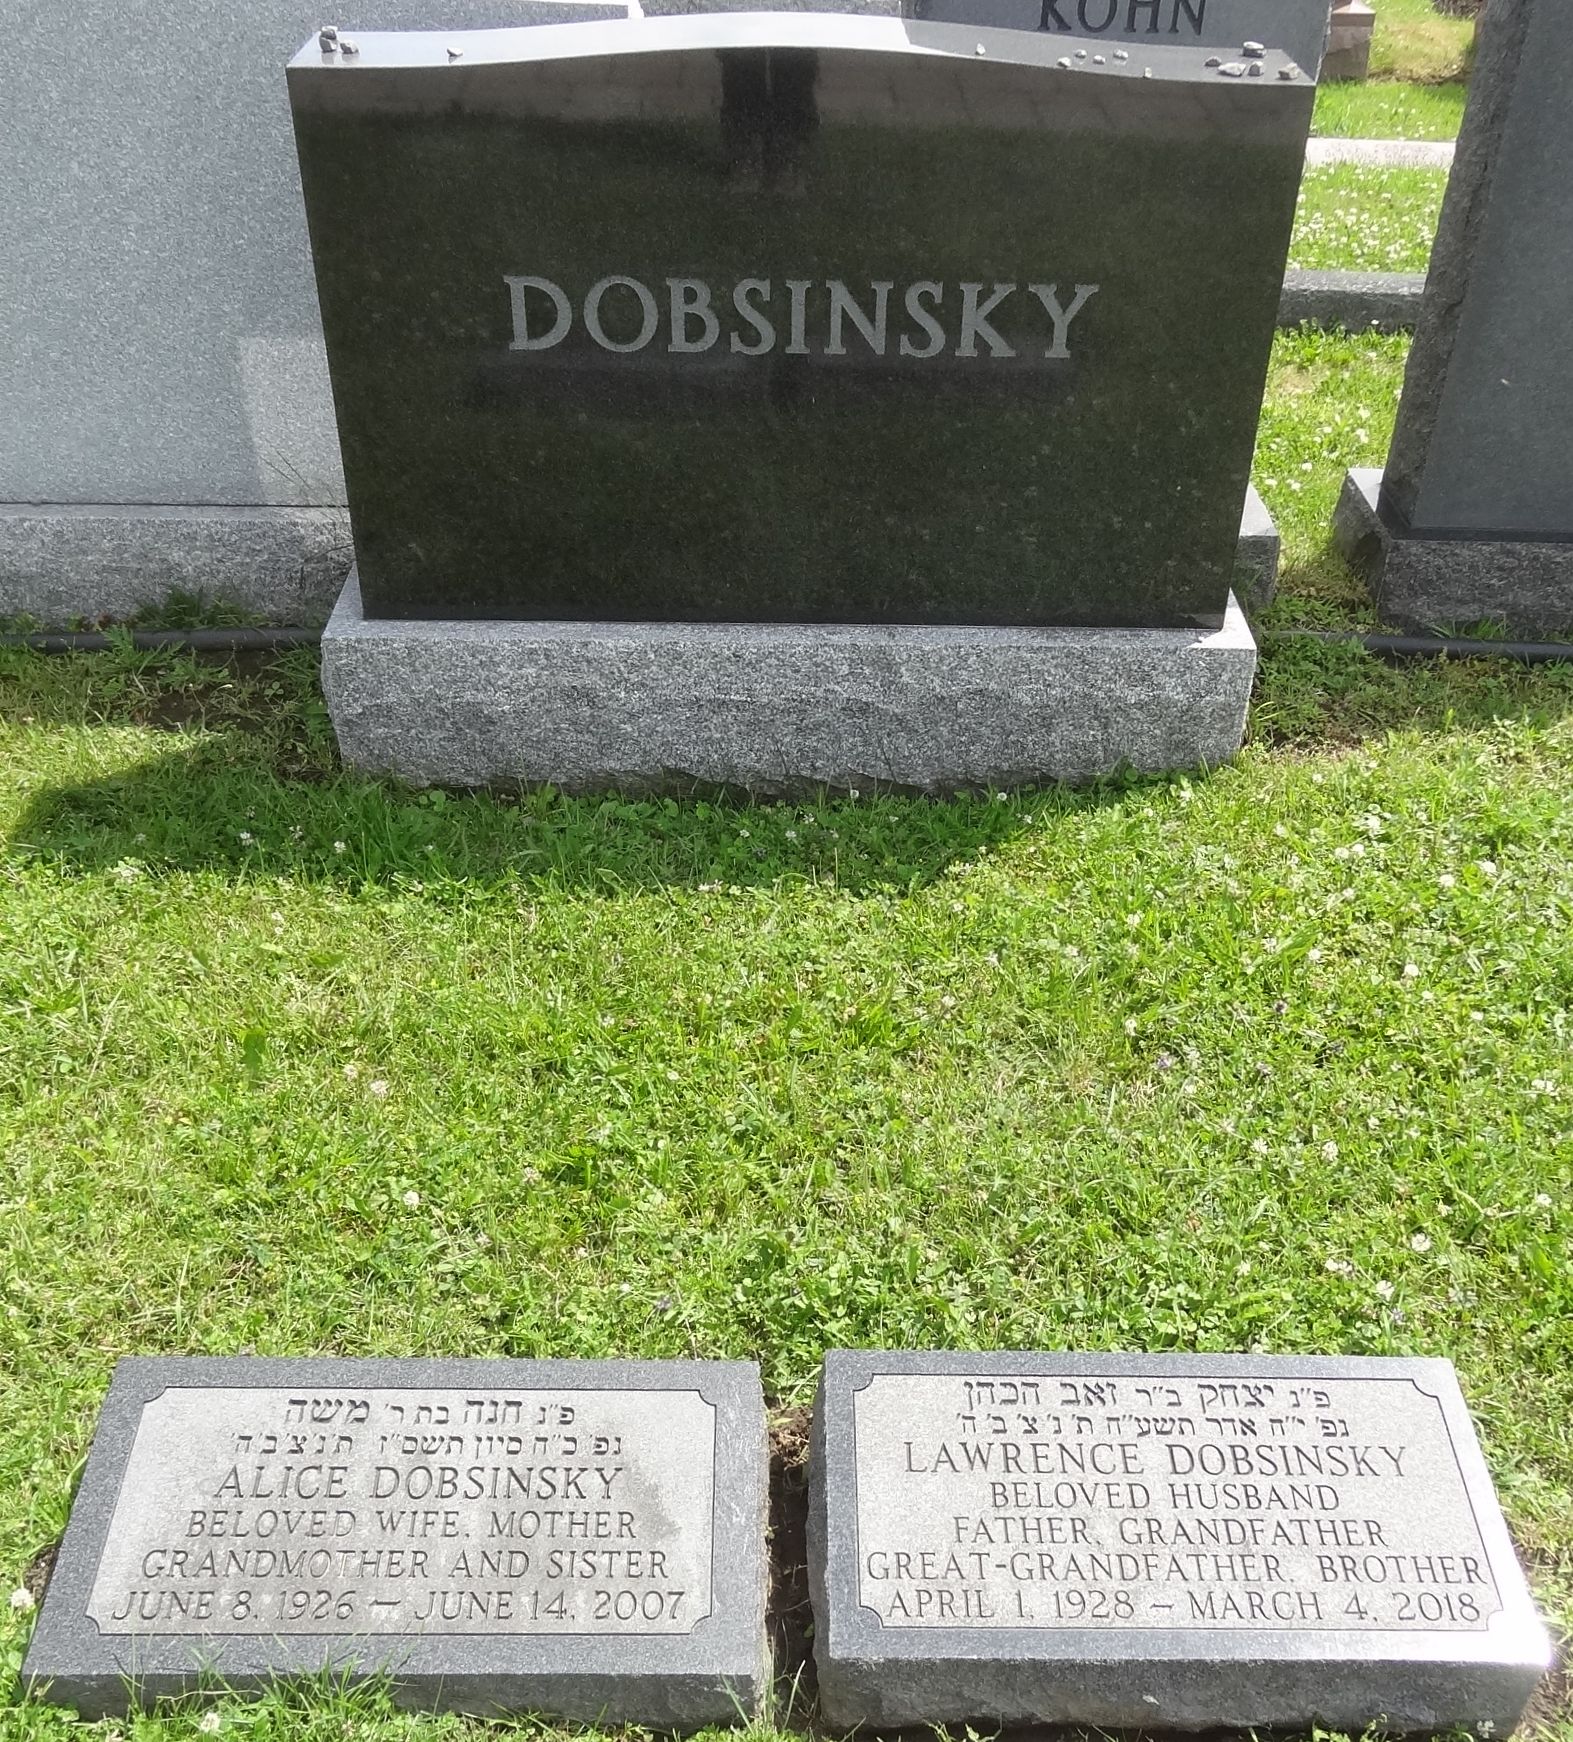 KOHN
DOBSINSKY
פ״נ חנה בת ר׳ משה
נפ׳ כ״ח סיון תשס״ז ת׳נ׳צ׳ב׳ה׳
ALICE DOBSINSKY
BELOVED WIFE, MOTHER
GRANDMOTHER AND SISTER
JUNE 8, 1926 – JUNE 14, 2007
פ״נ יצחק ב״ר זאב הכהן
נפ׳ י״ח אדר תשע״ח ת׳ נ׳ צ׳ ב׳ ה׳
LAWRENCE DOBSINSKY
BELOVED HUSBAND
FATHER, GRANDFATHER
GREAT-GRANDFATHER, BROTHER
APRIL 1, 1928 – MARCH 4, 2018